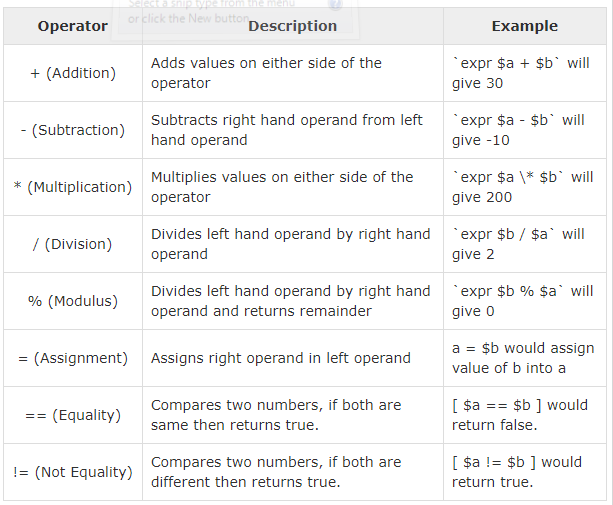 Select a snip type from the menu
or click the New button.
Operator Description Example
+ (Addition) Adds values on either side of the operator `expr $a + $b` will give 30
- (Subtraction) Subtracts right hand operand from left hand operand `expr $a - $b` will give -10
* (Multiplication) Multiplies values on either side of the operator `expr $a \* $b` will give 200
/ (Division) Divides left hand operand by right hand operand `expr $b / $a` will give 2
% (Modulus) Divides left hand operand by right hand operand and returns remainder `expr $b % $a` will give 0
= (Assignment) Assigns right operand in left operand a = $b would assign value of b into a
== (Equality) Compares two numbers, if both are same then returns true. [ $a == $b ] would return false.
!= (Not Equality) Compares two numbers, if both are different then returns true. [ $a != $b ] would return true.